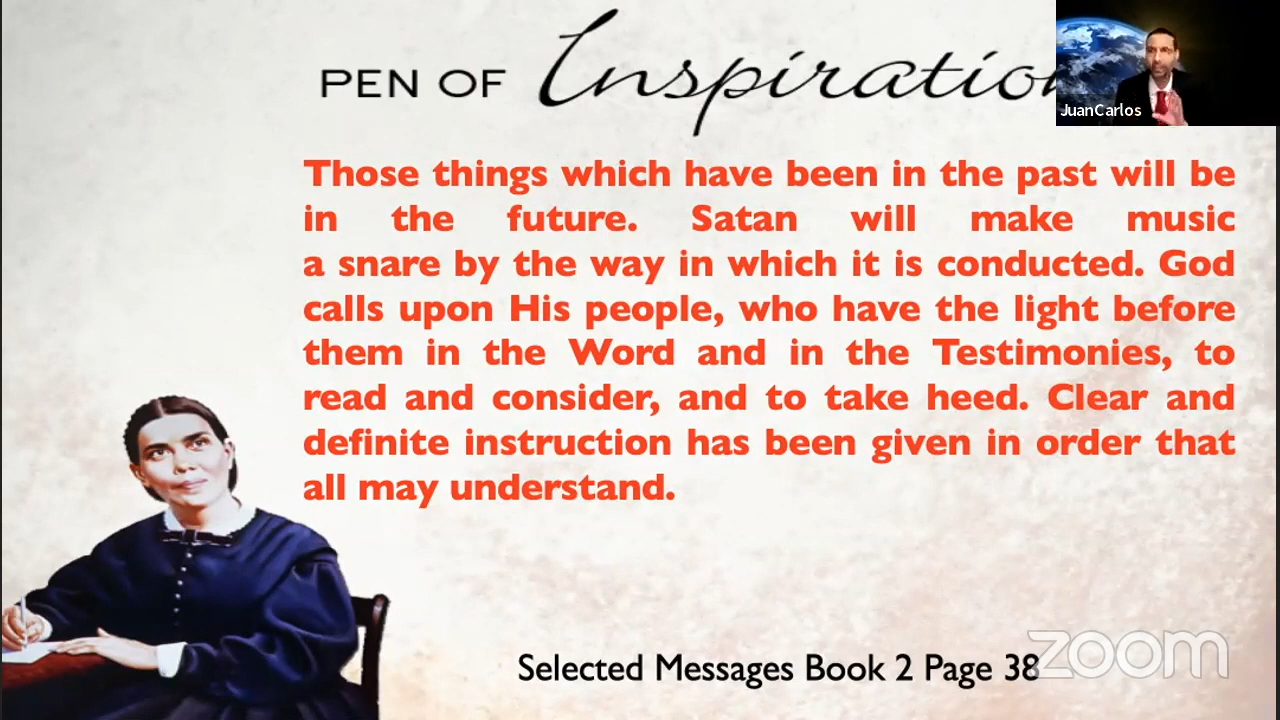 PEN OF Inspiration
JuanCarlos
Those things which have been in the past will be
in the future. Satan will make music
a snare by the way in which it is conducted. God
calls upon His people, who have the light before
them in the Word and in the Testimonies, to
read and consider, and to take heed. Clear and
definite instruction has been given in order that
all may understand.
Selected Messages Book 2 Page 38
zoom